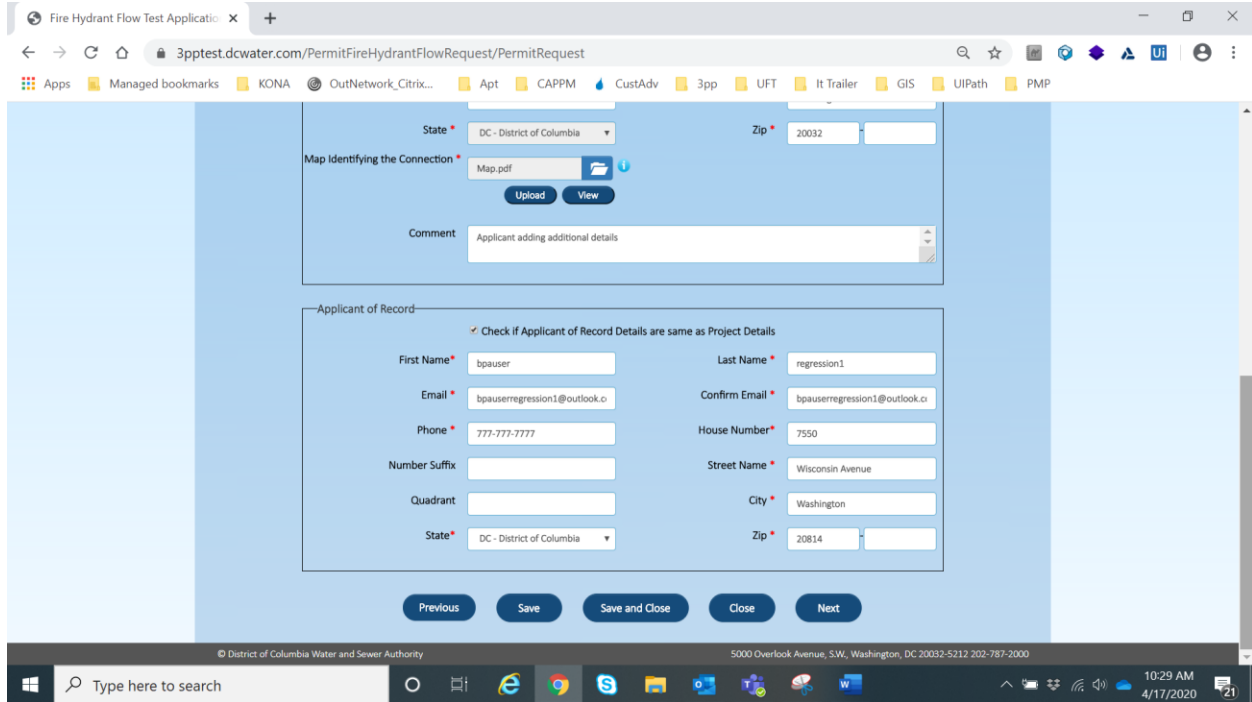 Fire Hydrant Flow Test Applicatio
3pptest.dcwater.com/PermitFireHydrantFlowRequest/PermitRequest
Apps Managed bookmarks KONA OutNetwork_Citrix... Apt CAPPM CustAdv 3pp UFT It Trailer GIS UIPath PMP
State * DC - District of Columbia Zip * 20032 -
Map Identifying the Connection * Map.pdf
Upload View
Comment Applicant adding additional details
Applicant of Record
Check if Applicant of Record Details are same as Project Details
First Name* bpauser Last Name * regression1
Email * bpauserregression1@outlook.c Confirm Email * bpauserregression1@outlook.c
Phone * 777-777-7777 House Number* 7550
Number Suffix Street Name * Wisconsin Avenue
Quadrant City * Washington
State* DC - District of Columbia Zip * 20814 -
Previous Save Save and Close Close Next
© District of Columbia Water and Sewer Authority 5000 Overlook Avenue, S.W., Washington, DC 20032-5212 202-787-2000
Type here to search 10:29 AM
4/17/2020 21